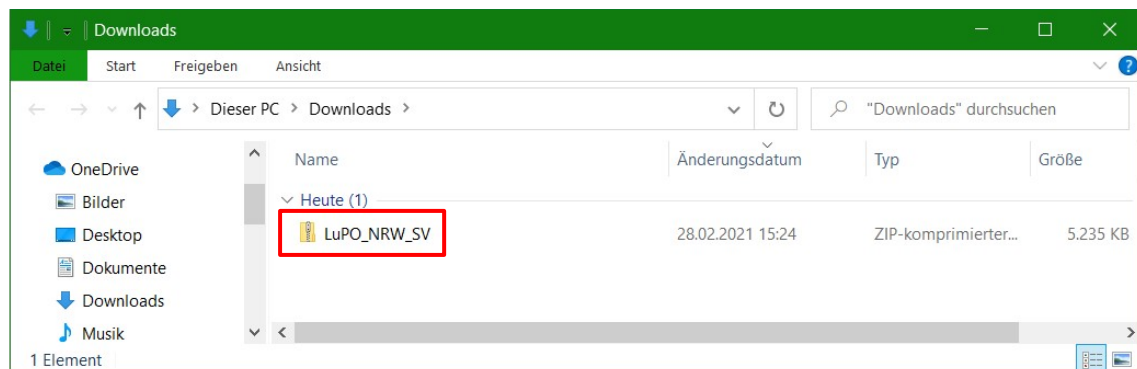 Downloads
Datei Start Freigeben Ansicht
Dieser PC > Downloads >
"Downloads" durchsuchen
Name Änderungsdatum Typ Größe
OneDrive
Bilder
Desktop
Dokumente
Downloads
Musik
Heute (1)
LuPO_NRW_SV 28.02.2021 15:24 ZIP-komprimierter... 5.235 KB
1 Element